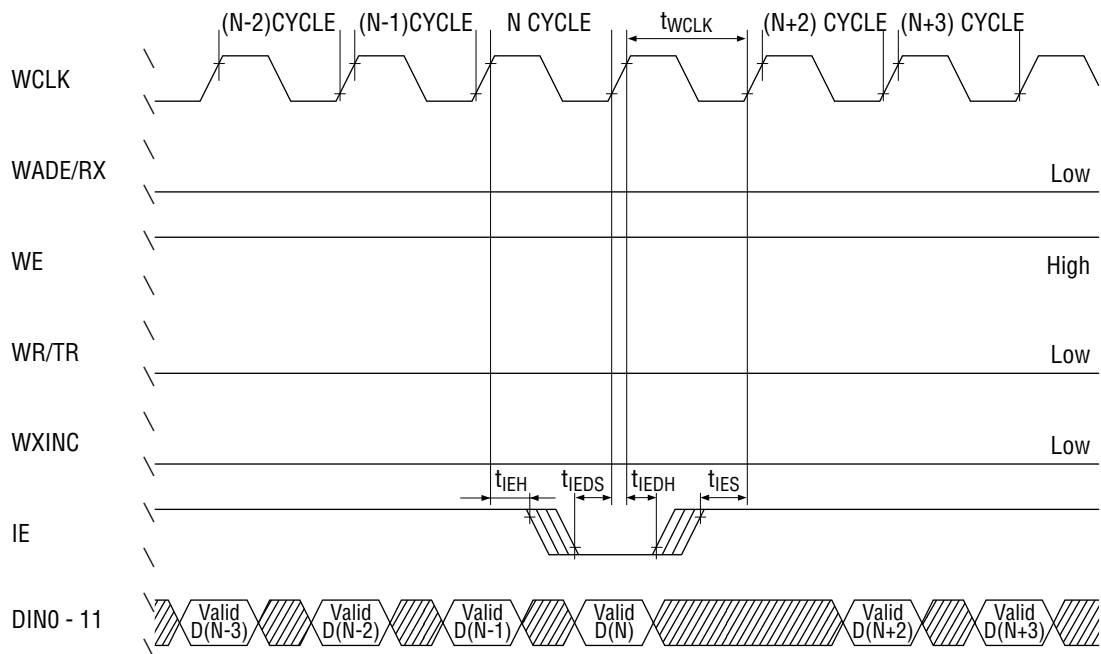 (N-2)CYCLE (N-1)CYCLE N CYCLE tWCLK (N+2) CYCLE (N+3) CYCLE
WCLK
WADE/RX Low
WE High
WR/TR Low
WXINC Low
tIEH tIEDS tIEDH tIES
IE
DIN0 - 11 Valid D(N-3) Valid D(N-2) Valid D(N-1) Valid D(N) Valid D(N+2) Valid D(N+3)